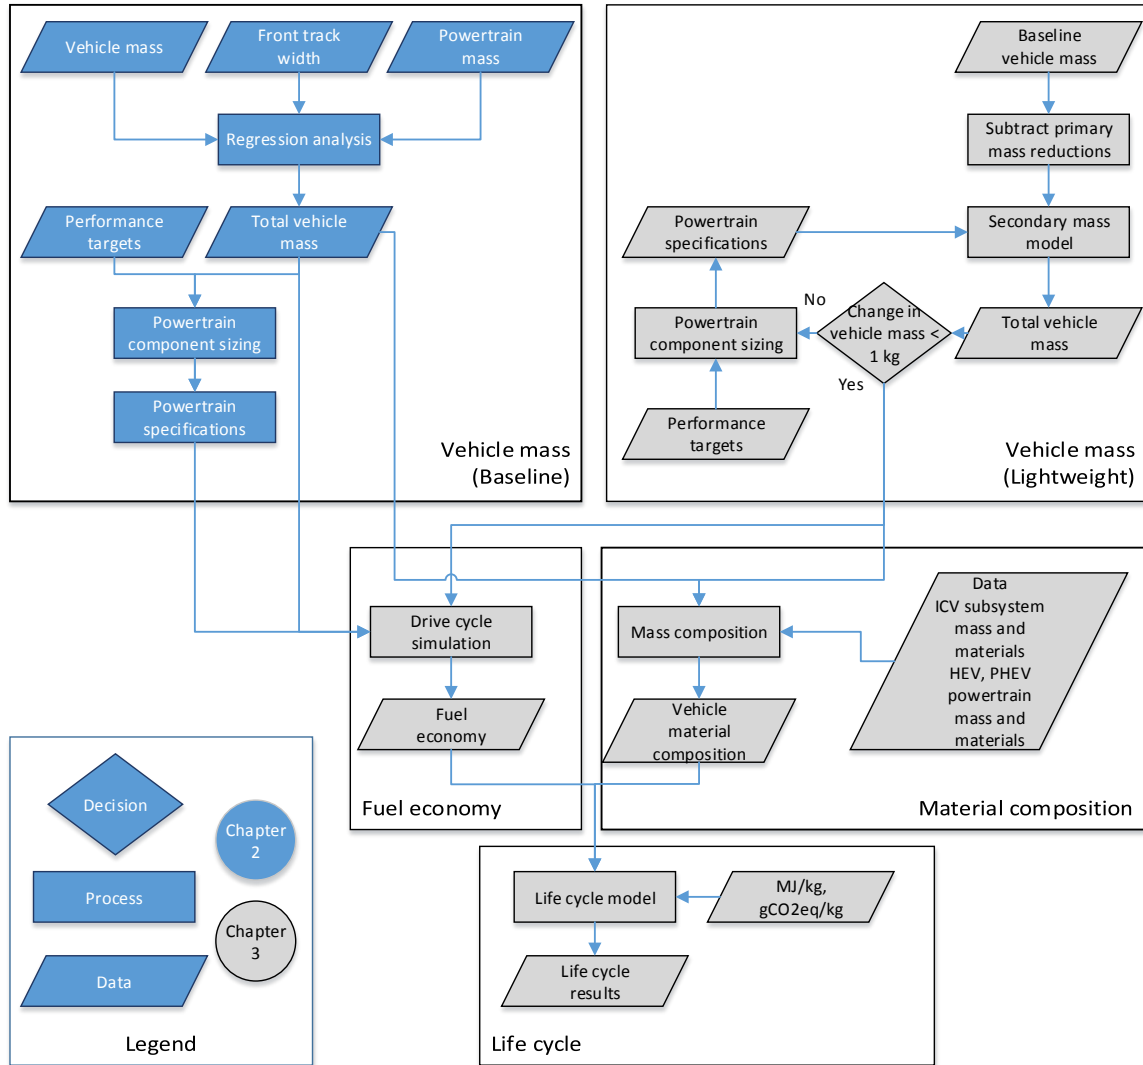 Vehicle mass
Front track
width
Powertrain
mass
Regression analysis
Performance
targets
Total vehicle
mass
Powertrain
component sizing
Powertrain
specifications
Vehicle mass
(Baseline)
Baseline
vehicle mass
Subtract primary
mass reductions
Powertrain
specifications
Secondary mass
model
No
Change in
vehicle mass <
1 kg
Powertrain
component sizing
Total vehicle
mass
Yes
Performance
targets
Vehicle mass
(Lightweight)
Drive cycle
simulation
Fuel
economy
Fuel economy
Mass composition
Vehicle
material
composition
Data
ICV subsystem
mass and
materials
HEV, PHEV
powertrain
mass and
materials
Material composition
Decision
Chapter
2
Process
Chapter
3
Data
Legend
Life cycle model
MJ/kg,
gCO2eq/kg
Life cycle
results
Life cycle